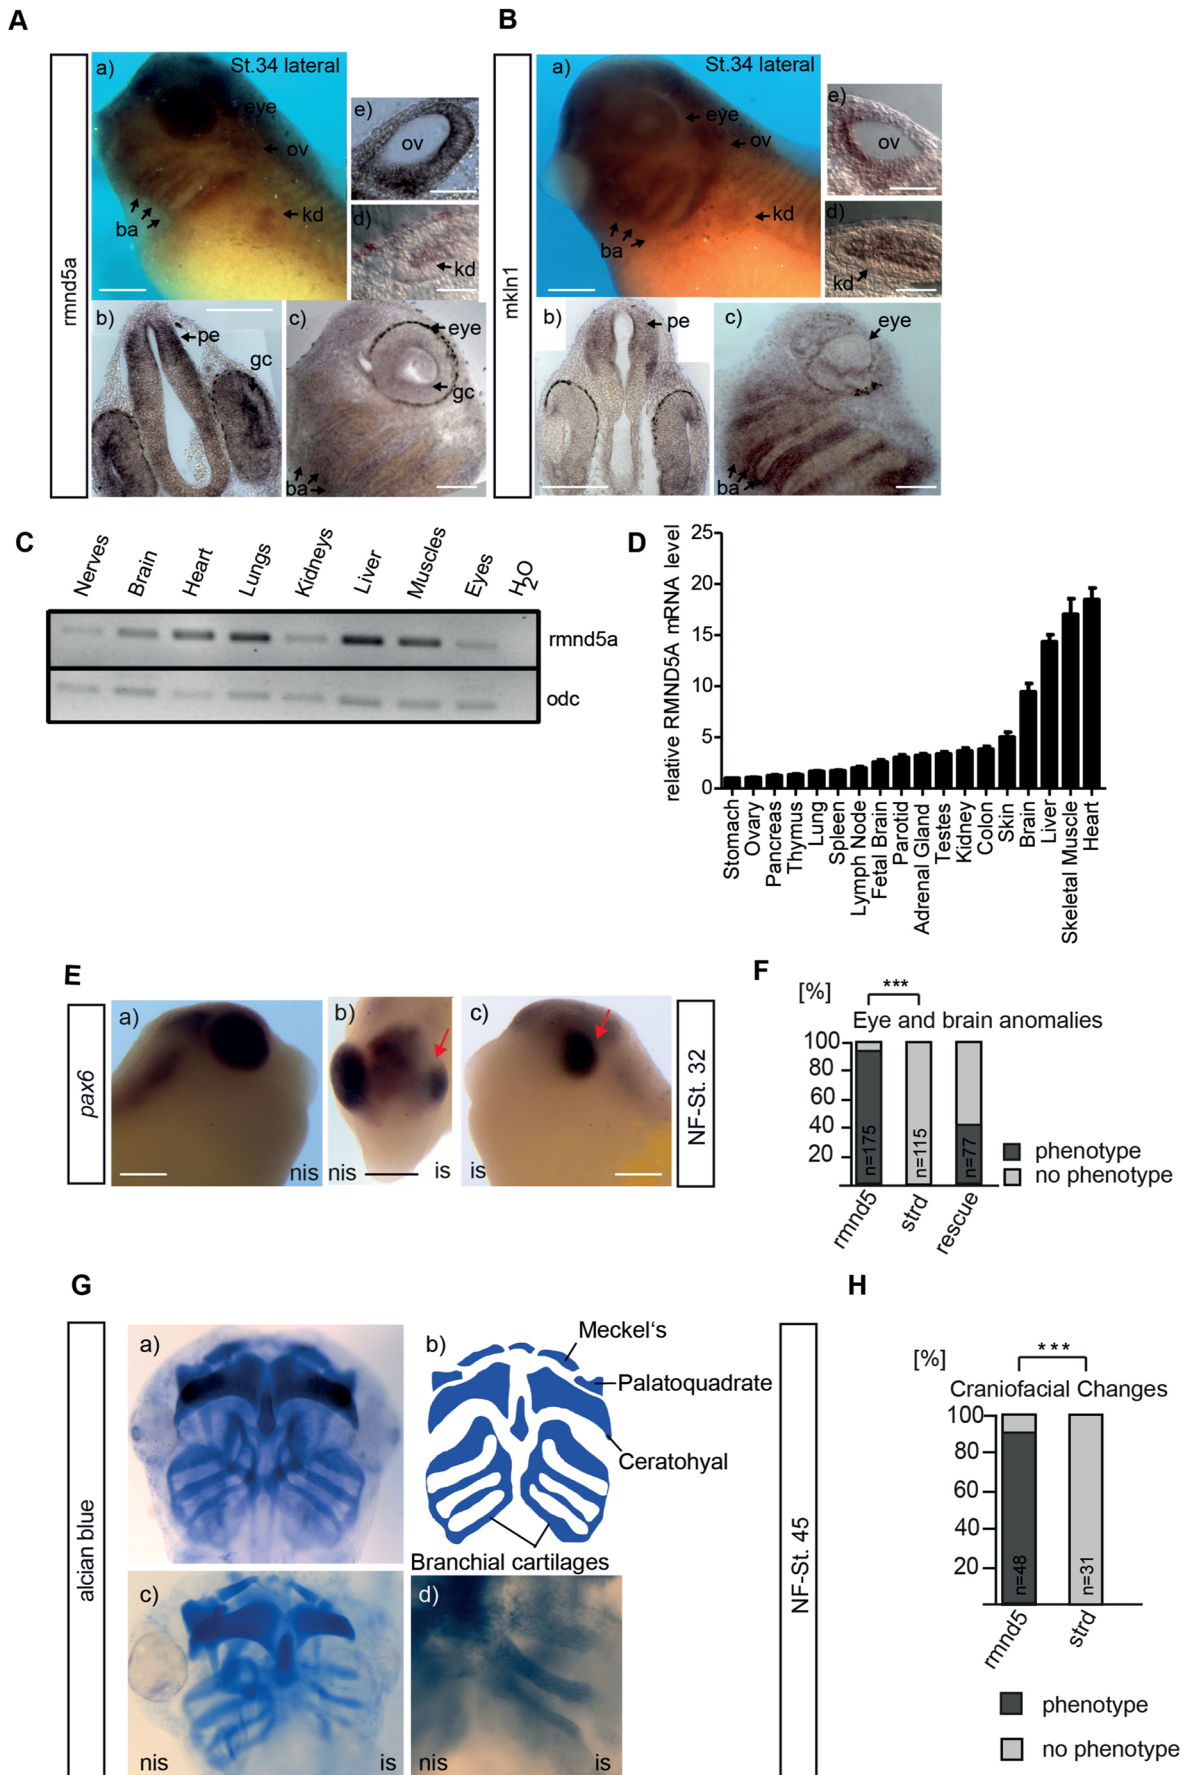 A
B
rmnd5a
a)
St.34 lateral
eye
ov
ba
kd
e)
ov
d)
kd
b)
pe
gc
c)
eye
gc
ba
mkln1
a)
St.34 lateral
eye
ov
kd
ba
e)
ov
d)
kd
b)
pe
c)
eye
ba
C
Nerves
Brain
Heart
Lungs
Kidneys
Liver
Muscles
Eyes
H2O
rmnd5a
odc
D
relative RMND5A mRNA level
25
20
15
10
5
0
Stomach
Ovary
Pancreas
Thymus
Lung
Spleen
Lymph Node
Fetal Brain
Parotid
Adrenal Gland
Testes
Kidney
Colon
Skin
Brain
Liver
Skeletal Muscle
Heart
E
pax6
a)
nis
b)
nis
is
c)
is
NF-St. 32
F
[%]
***
Eye and brain anomalies
100
80
60
40
20
n=175
n=115
n=77
rmnd5
strd
rescue
phenotype
no phenotype
G
alcian blue
a)
b)
Meckel's
Palatoquadrate
Ceratohyal
Branchial cartilages
c)
nis
is
d)
nis
is
NF-St. 45
H
[%]
***
Craniofacial Changes
100
80
60
40
20
n=48
n=31
rmnd5
strd
phenotype
no phenotype